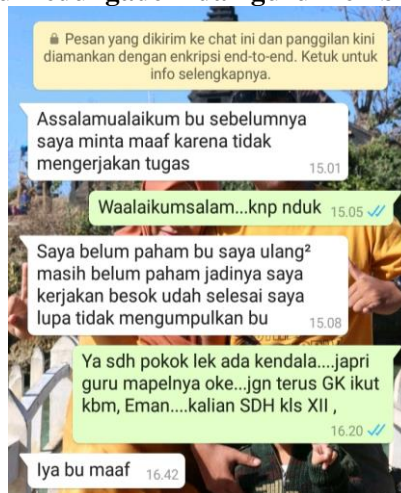 Pesan yang dikirim ke chat ini dan panggilan kini
diamankan dengan enkripsi end-to-end. Ketuk untuk
info selengkapnya.
Assalamualaikum bu sebelumnya
saya minta maaf karena tidak
mengerjakan tugas 15.01
Waalaikumsalam...knp nduk 15.05
Saya belum paham bu saya ulang²
masih belum paham jadinya saya
kerjakan besok udah selesai saya
lupa tidak mengumpulkan bu 15.08
Ya sdh pokok lek ada kendala....japri
guru mapelnya oke...jgn terus GK ikut
kbm, Eman....kalian SDH kls XII ,
16.20
Iya bu maaf 16.42